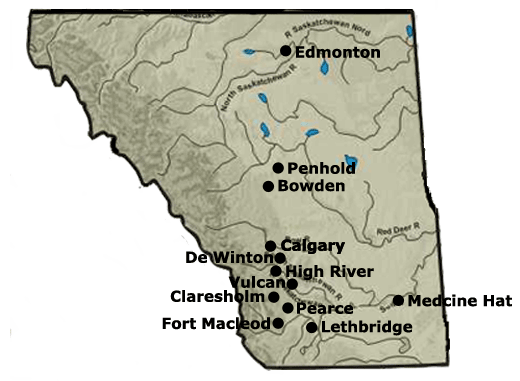 R Saskatchewan Nord
Edmonton
North Saskatchewan R
Penhold
Bowden
Red Deer R
Calgary
De Winton
High River
Vulcan
Claresholm
Medcine Hat
Pearce
Fort Macleod
Lethbridge